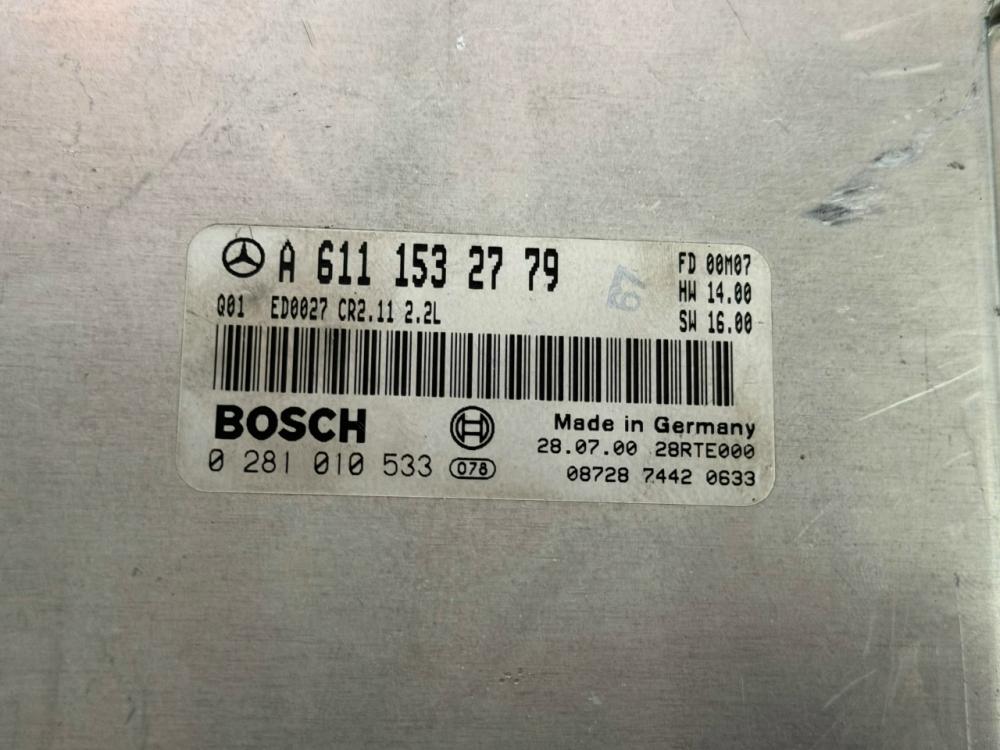 A 611 153 27 79
FD 00M07
HW 14.00
Q01 ED0027 CR2.11 2.2L
SW 16.00
BOSCH
Made in Germany
28.07.00 28RTE000
0 281 010 533 078
08728 7442 0633